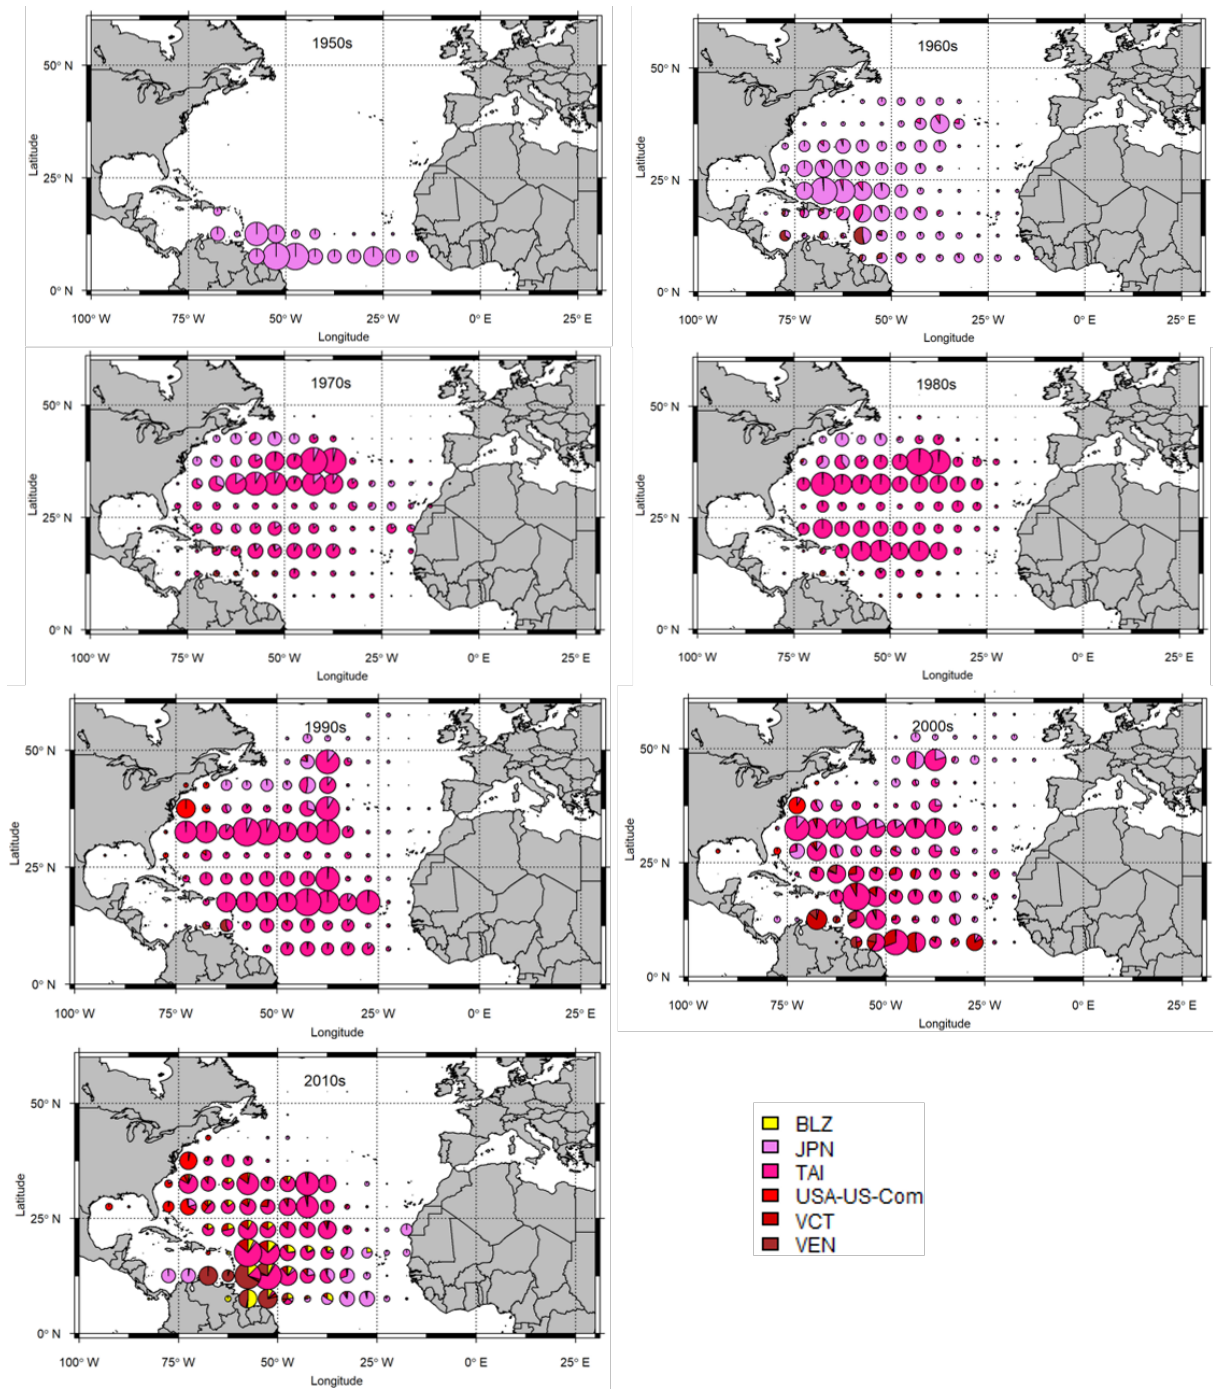 1950s
50° N
25° N
0° N
Latitude
100° W
75° W
50° W
25° W
0° E
25° E
Longitude
1960s
50° N
25° N
0° N
Latitude
100° W
75° W
50° W
25° W
0° E
25° E
Longitude
1970s
50° N
25° N
0° N
Latitude
100° W
75° W
50° W
25° W
0° E
25° E
Longitude
1980s
50° N
25° N
0° N
Latitude
100° W
75° W
50° W
25° W
0° E
25° E
Longitude
1990s
50° N
25° N
0° N
Latitude
100° W
75° W
50° W
25° W
0° E
25° E
Longitude
2000s
50° N
25° N
0° N
Latitude
100° W
75° W
50° W
25° W
0° E
25° E
Longitude
2010s
50° N
25° N
0° N
Latitude
100° W
75° W
50° W
25° W
0° E
25° E
Longitude
BLZ
JPN
TAI
USA-US-Com
VCT
VEN